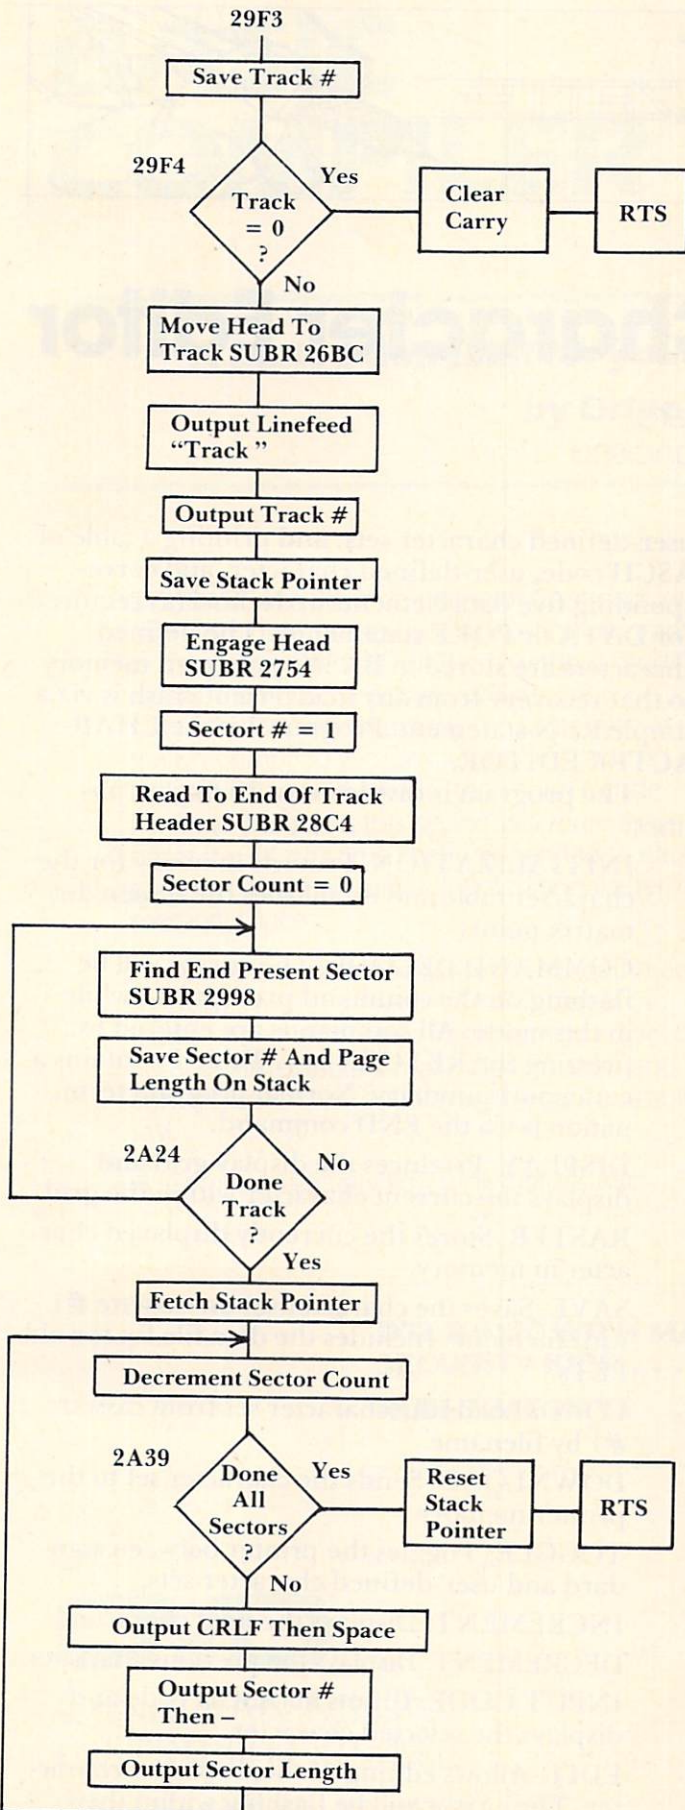 29F3
Save Track #
29F4
Track
= 0
?
Yes
Clear
Carry
RTS
No
Move Head To
Track SUBR 26BC
Output Linefeed
“Track ”
Output Track #
Save Stack Pointer
Engage Head
SUBR 2754
Sectort # = 1
Read To End Of Track
Header SUBR 28C4
Sector Count = 0
Find End Present Sector
SUBR 2998
Save Sector # And Page
Length On Stack
2A24
Done
Track
?
No
Yes
Fetch Stack Pointer
Decrement Sector Count
2A39
Done
All
Sectors
?
Yes
Reset
Stack
Pointer
RTS
No
Output CRLF Then Space
Output Sector #
Then –
Output Sector Length